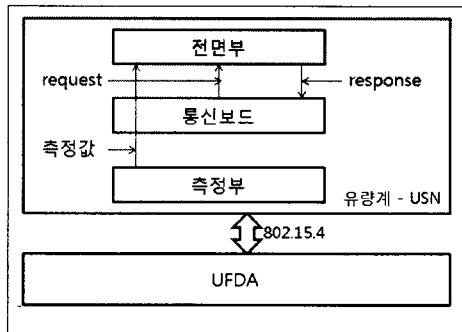 전면부
request
response
통신보드
측정값
측정부
유량계 - USN
802.15.4
UFDA